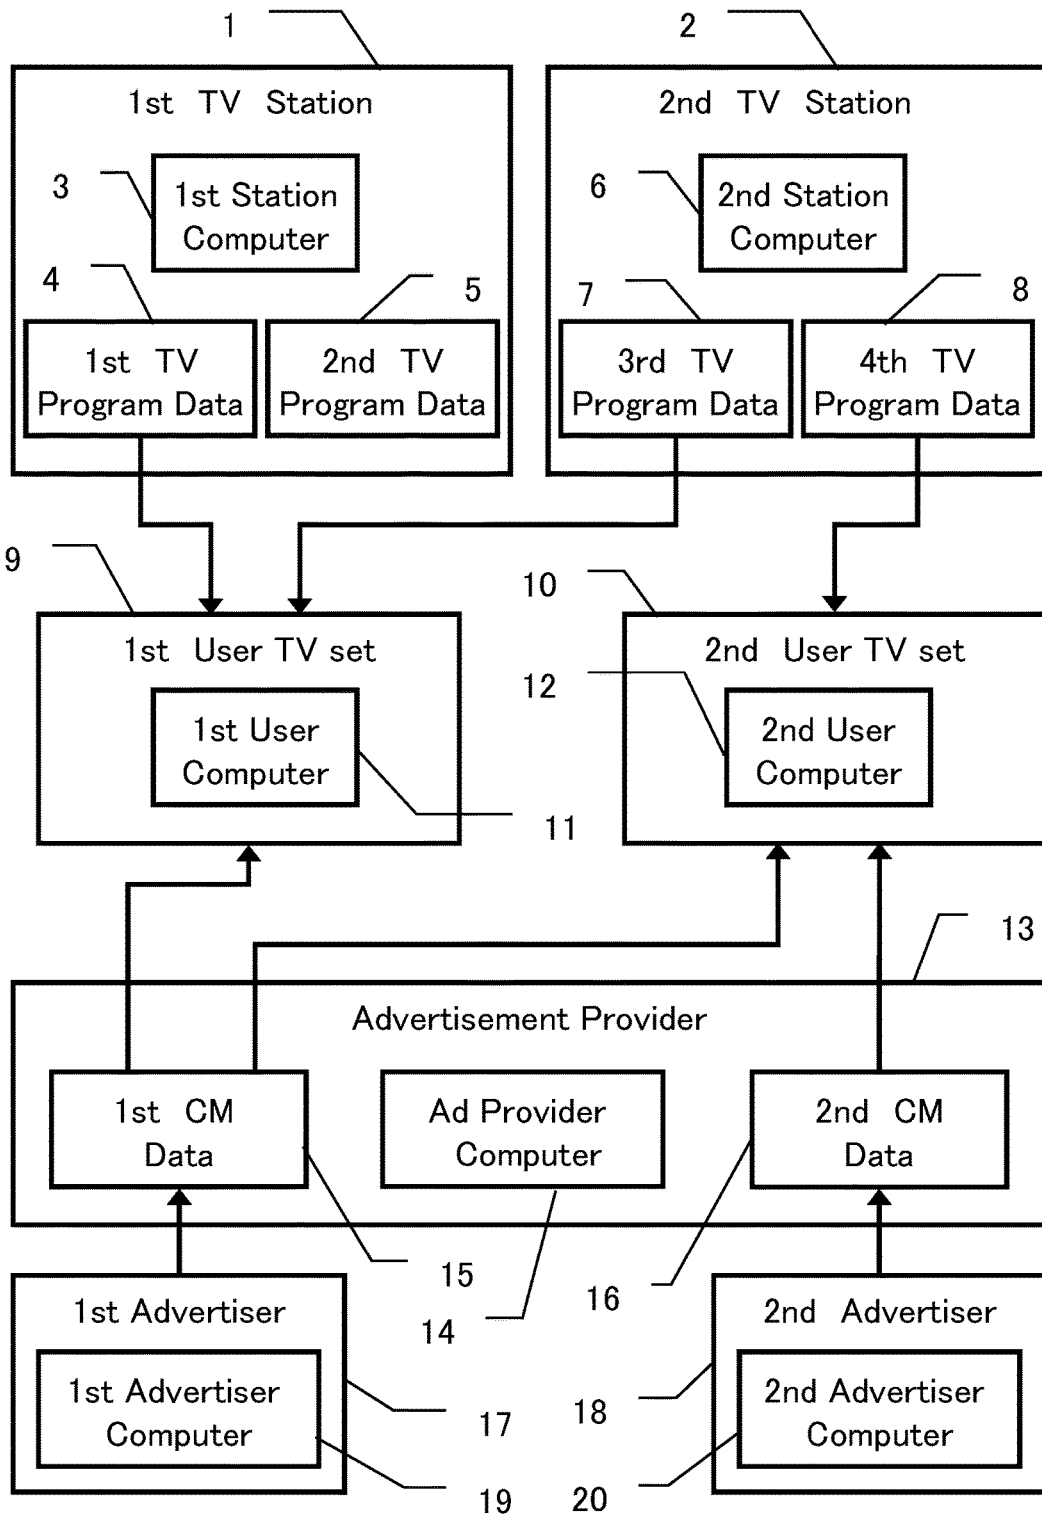 1
2
1st TV Station
2nd TV Station
3
1st Station
Computer
6
2nd Station
Computer
4
5
7
8
1st TV
Program Data
2nd TV
Program Data
3rd TV
Program Data
4th TV
Program Data
9
10
1st User TV set
2nd User TV set
12
1st User
Computer
2nd User
Computer
11
13
Advertisement Provider
1st CM
Data
Ad Provider
Computer
2nd CM
Data
15
14
16
1st Advertiser
2nd Advertiser
1st Advertiser
Computer
2nd Advertiser
Computer
17
18
19
20